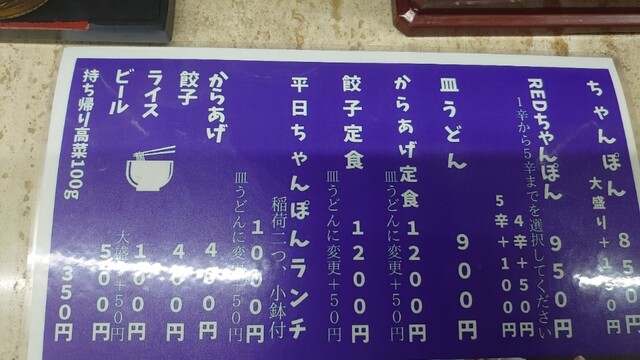 ちゃんぽん 850円
大盛り+150円
REDちゃんぽん 950円
1辛から5辛までを選択してください
4辛+50円
5辛+100円
皿うどん 900円
からあげ定食 1200円
皿うどんに変更+50円
餃子定食 1200円
皿うどんに変更+50円
平日ちゃんぽんランチ
稲荷二つ、小鉢付
1000円
皿うどんに変更+50円
からあげ 480円
餃子 400円
ライス 100円
大盛+50円
ビール 500円
持ち帰り高菜100g 350円